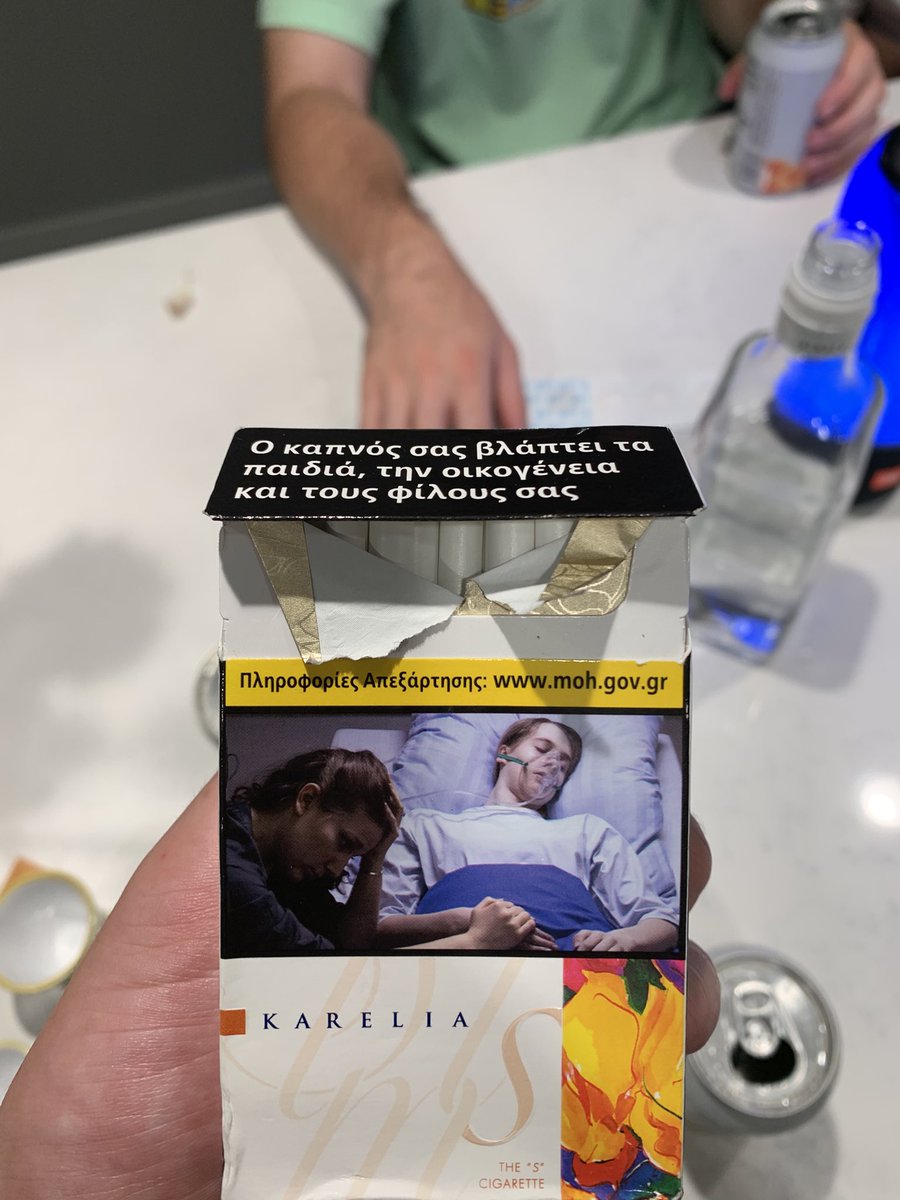 Ο καπνός σας βλάπτει τα
παιδιά, την οικογένεια
και τους φίλους σας
Πληροφορίες Απεξάρτησης: www.moh.gov.gr
KARELIA
S
THE "S"
CIGARETTE